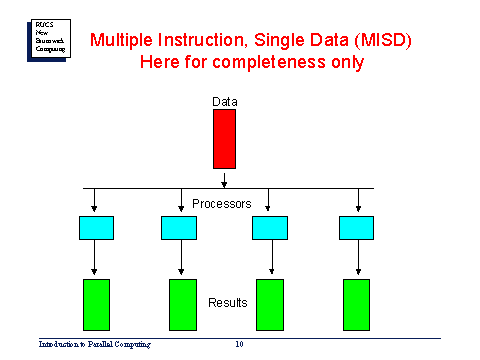 RUCS
New
Brunswick
Computing
Multiple Instruction, Single Data (MISD)
Here for completeness only
Data
Processors
Results
Introduction to Parallel Computing
10